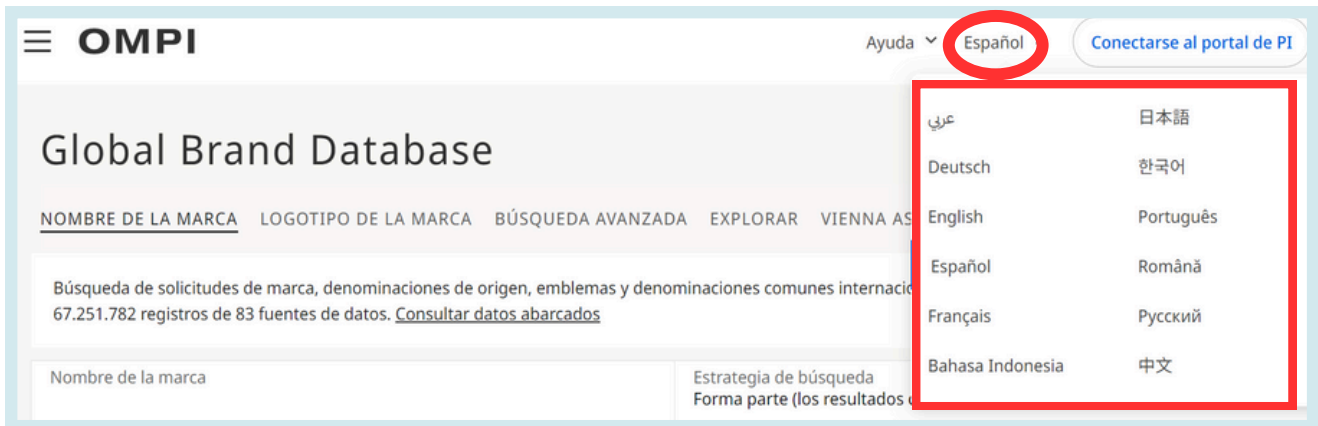 OMPI
Ayuda
Español
Conectarse al portal de PI
Global Brand Database
NOMBRE DE LA MARCA LOGOTIPO DE LA MARCA BÚSQUEDA AVANZADA EXPLORAR VIENNA AS
Búsqueda de solicitudes de marca, denominaciones de origen, emblemas y denominaciones comunes
67.251.782 registros de 83 fuentes de datos. Consultar datos abarcados
Nombre de la marca
Estrategia de búsqueda
Forma parte (los resultados
عربي
Deutsch
English
Español
Français
Bahasa Indonesia
日本語
한국어
Português
Română
Русский
中文